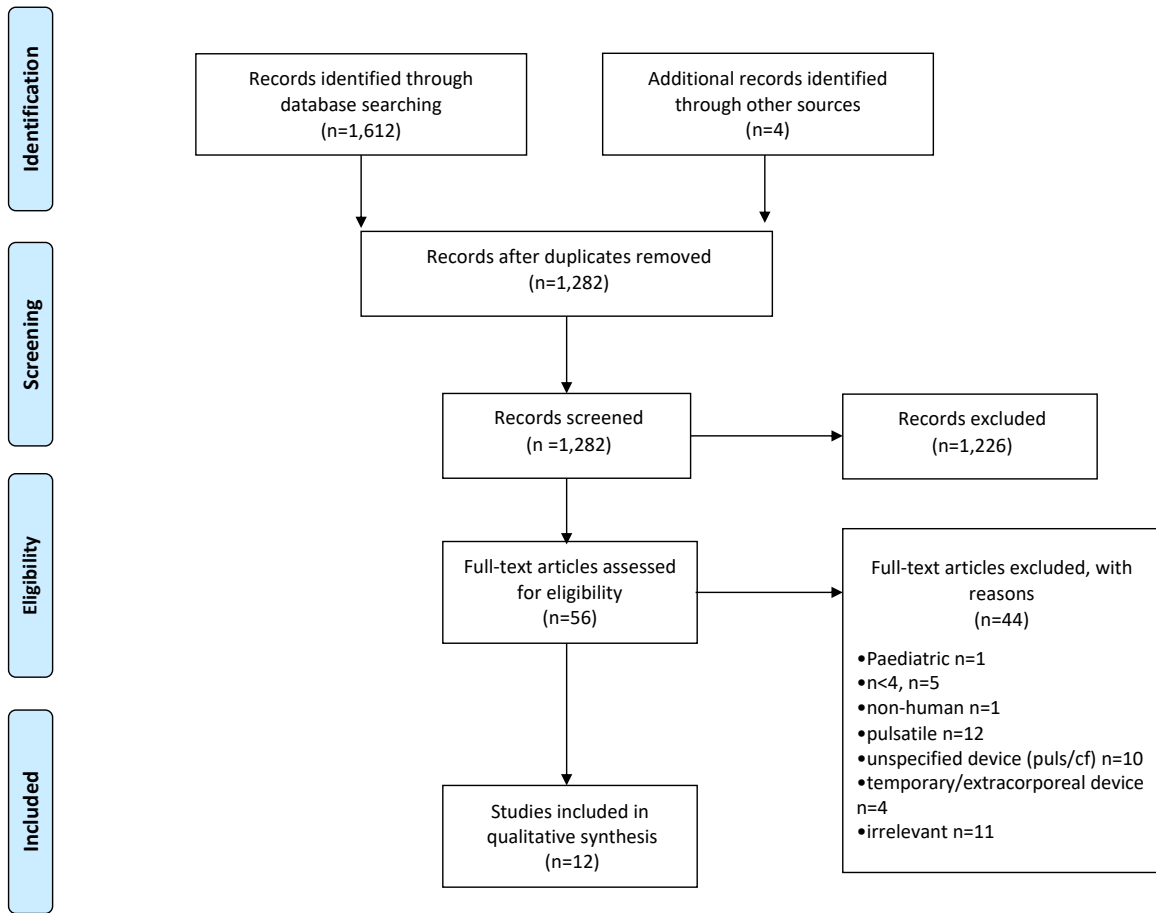 Identification
Records identified through
database searching
(n=1,612)
Additional records identified
through other sources
(n=4)
Screening
Records after duplicates removed
(n=1,282)
Records screened
(n =1,282)
Records excluded
(n=1,226)
Eligibility
Full-text articles assessed
for eligibility
(n=56)
Full-text articles excluded, with
reasons
(n=44)
•Paediatric n=1
•n<4, n=5
•non-human n=1
•pulsatile n=12
•unspecified device (puls/cf) n=10
•temporary/extracorporeal device
n=4
•irrelevant n=11
Included
Studies included in
qualitative synthesis
(n=12)